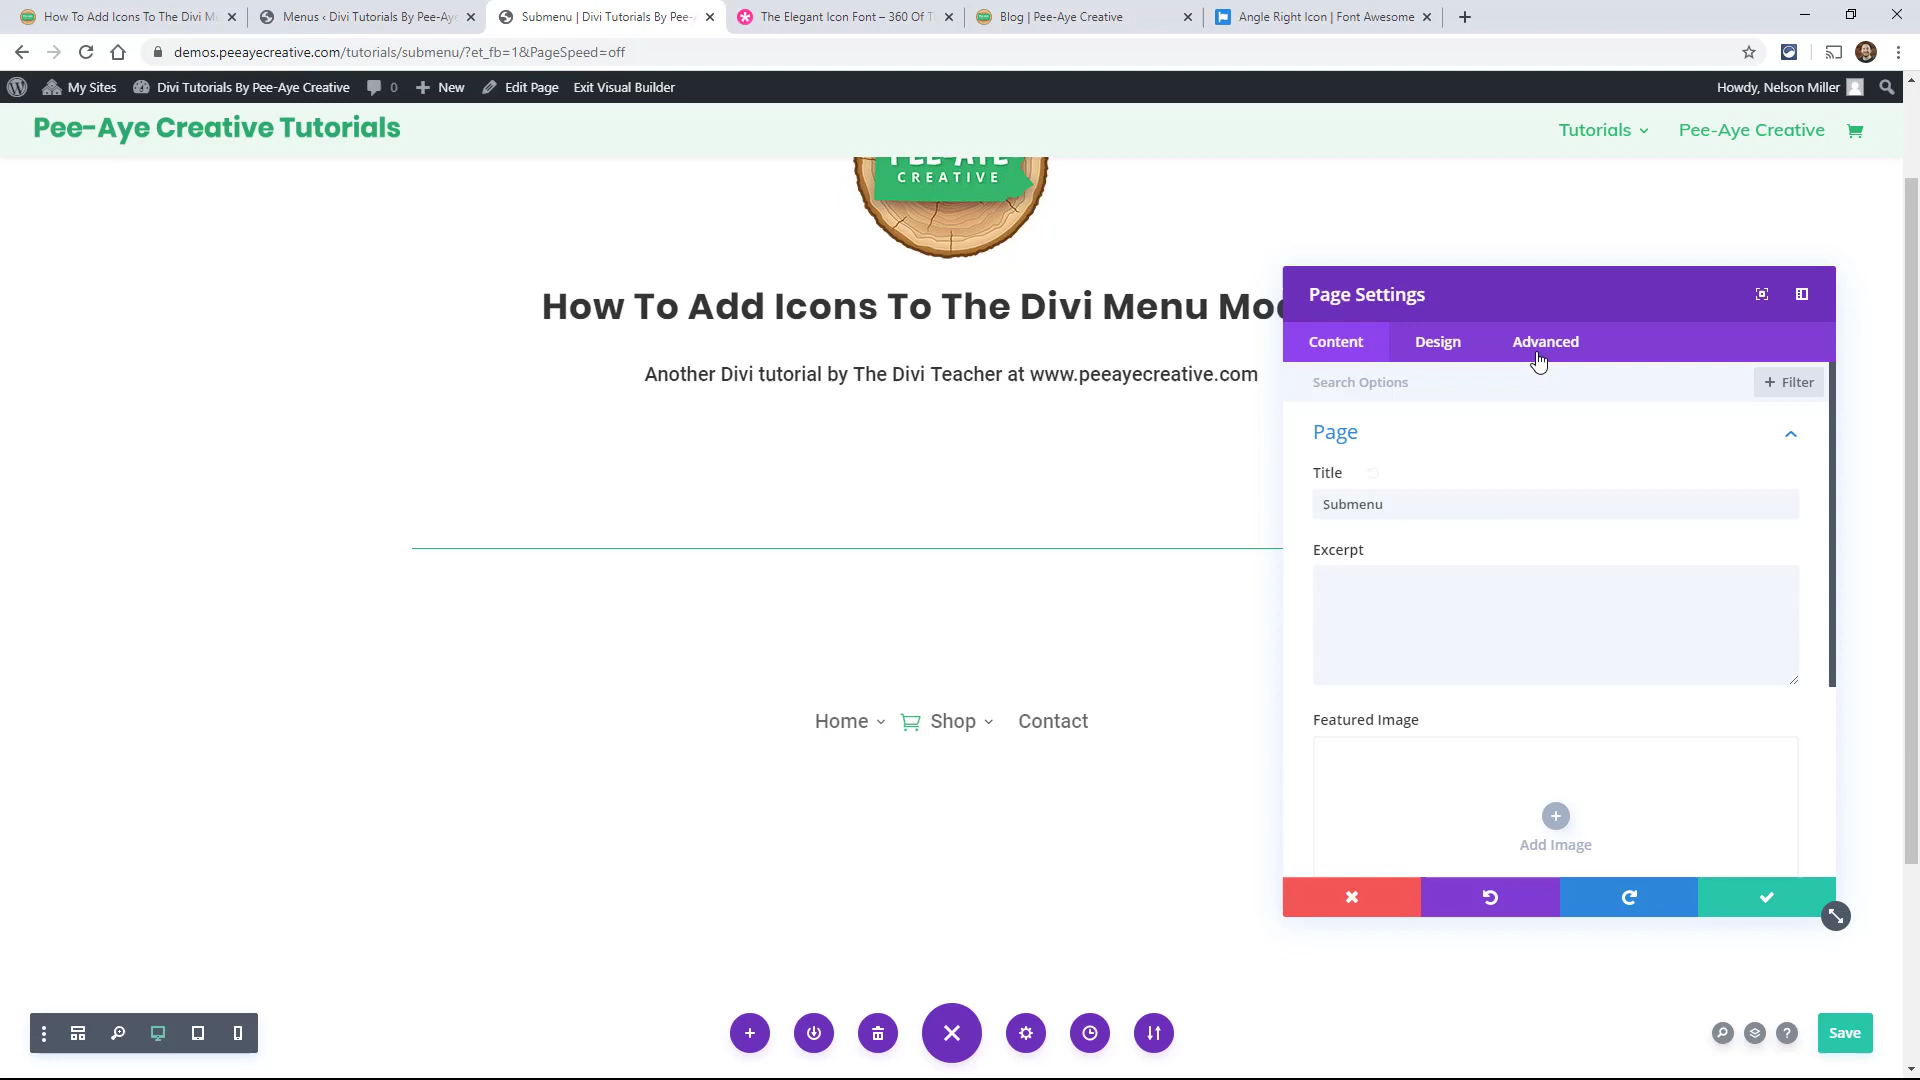 How To Add Icons To The Divi M
Menus ‹ Divi Tutorials By Pee-Aye
Submenu | Divi Tutorials By Pee-
The Elegant Icon Font – 360 Of T
Blog | Pee-Aye Creative
Angle Right Icon | Font Awesome
demos.peeayecreative.com/tutorials/submenu/?et_fb=1&PageSpeed=off
My Sites
Divi Tutorials By Pee-Aye Creative
0
New
Edit Page
Exit Visual Builder
Howdy, Nelson Miller
Pee-Aye Creative Tutorials
Tutorials
Pee-Aye Creative
PEE-AYE
CREATIVE
How To Add Icons To The Divi Menu Mo
Another Divi tutorial by The Divi Teacher at www.peeayecreative.com
Home
Shop
Contact
Page Settings
Content
Design
Advanced
Search Options
+ Filter
Page
Title
Submenu
Excerpt
Featured Image
Add Image
Save